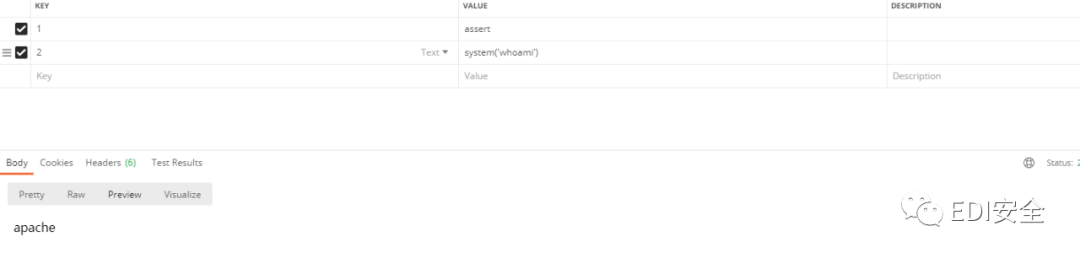 KEY VALUE DESCRIPTION
1 assert
2 Text system('whoami')
Key Value Description
Body Cookies Headers (6) Test Results Status: 2
Pretty Raw Preview Visualize
EDI安全
apache